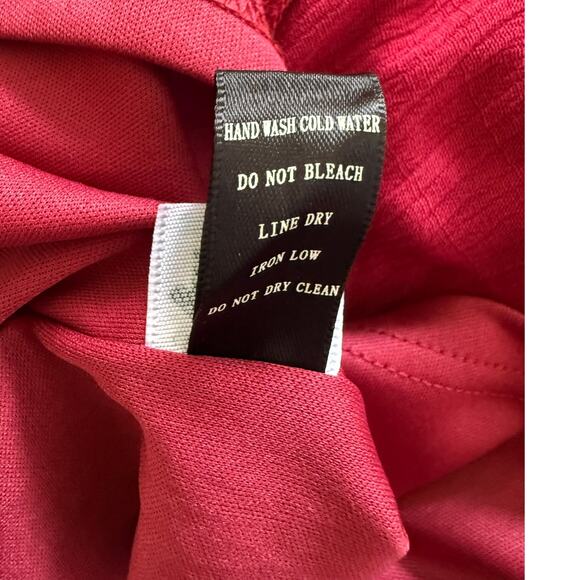 HAND WASH COLD WATER
DO NOT BLEACH
LINE DRY
IRON LOW
DO NOT DRY CLEAN